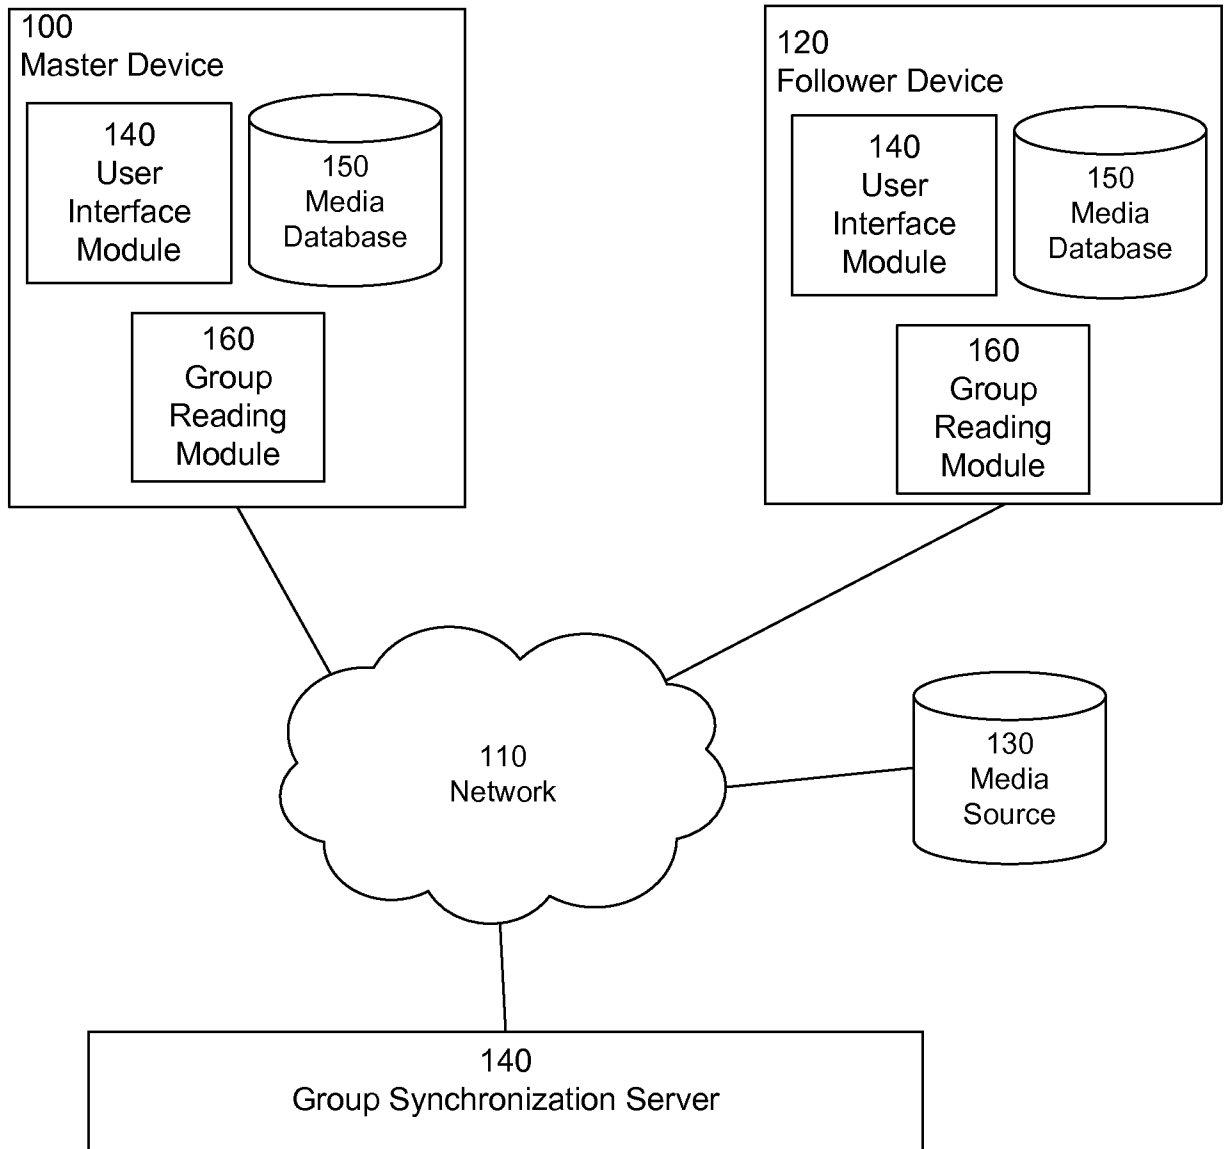 100
Master Device
140
User
Interface
Module
150
Media
Database
160
Group
Reading
Module
120
Follower Device
140
User
Interface
Module
150
Media
Database
160
Group
Reading
Module
110
Network
130
Media
Source
140
Group Synchronization Server